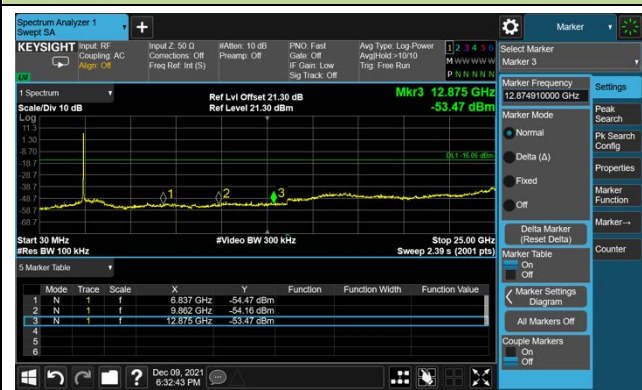 Spectrum Analyzer 1
Swept SA
Marker
KEYSIGHT
Input: RF
Coupling: AC
Align: Off
Input Z: 50 Ω
Corrections: Off
Freq Ref: Int (S)
#Atten: 10 dB
Preamp: Off
PNO: Fast
Gate: Off
IF Gain: Low
Sig Track: Off
Avg Type: Log-Power
Avg|Hold:>10/10
Trig: Free Run
1 2 3 4 5 6
M W W W W W
P N N N N N
Select Marker
Marker 3
1 Spectrum
Scale/Div 10 dB
Ref Lvl Offset 21.30 dB
Ref Level 21.30 dBm
Mkr3 12.875 GHz
-53.47 dBm
Log
11.3
1.30
-8.70
-18.7
-28.7
-38.7
-48.7
-58.7
-68.7
DL1 -16.06 dBm
1
2
3
Start 30 MHz
#Res BW 100 kHz
#Video BW 300 kHz
Stop 25.00 GHz
Sweep 2.39 s (2001 pts)
5 Marker Table
Mode Trace Scale X Y Function Function Width Function Value
1 N 1 f 6.837 GHz -54.47 dBm
2 N 1 f 9.862 GHz -54.16 dBm
3 N 1 f 12.875 GHz -53.47 dBm
4
5
6
Marker Frequency
12.874910000 GHz
Marker Mode
Normal
Delta (Δ)
Fixed
Off
Delta Marker
(Reset Delta)
Marker Table
On
Off
Marker Settings
Diagram
All Markers Off
Couple Markers
On
Off
Settings
Peak
Search
Pk Search
Config
Properties
Marker
Function
Marker→
Counter
?
Dec 09, 2021
6:32:43 PM